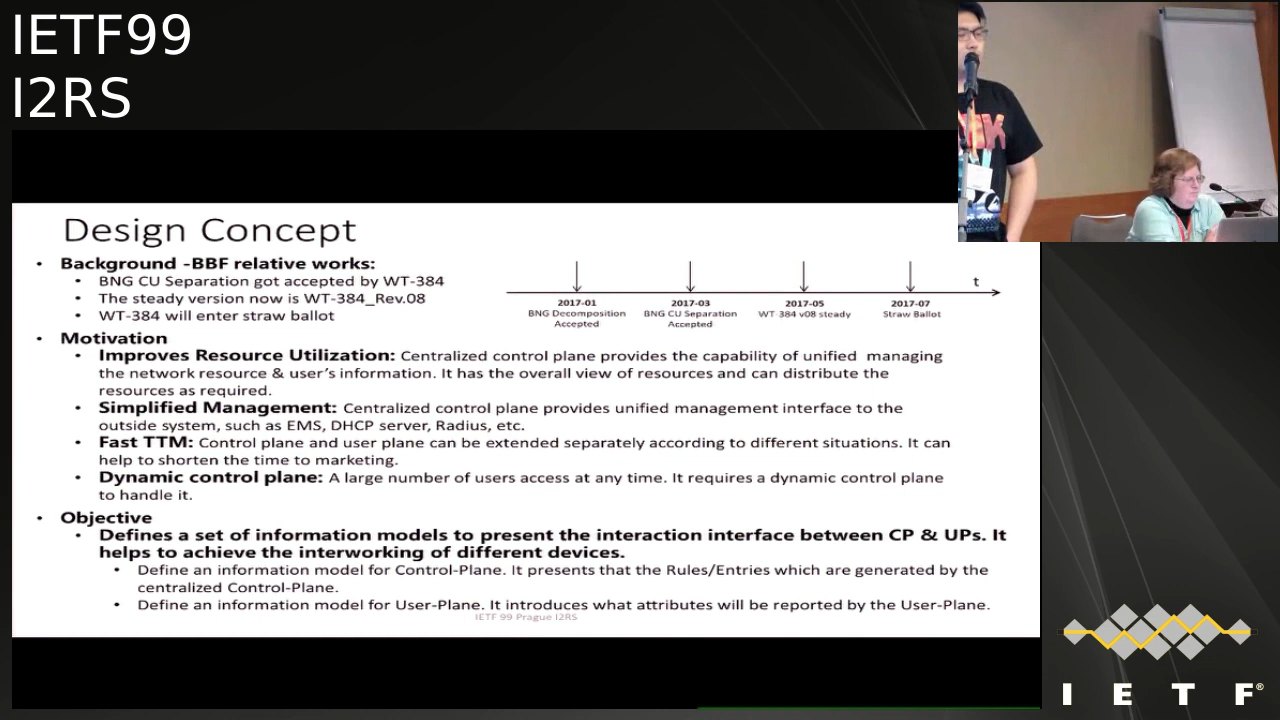 IETF99
I2RS
Design Concept
• Background -BBF relative works:
• BNG CU Separation got accepted by WT-384
• The steady version now is WT-384_Rev.08
• WT-384 will enter straw ballot
t
2017-01
BNG Decomposition
Accepted
2017-03
BNG CU Separation
Accepted
2017-05
WT-384 v08 steady
2017-07
Straw Ballot
• Motivation
• Improves Resource Utilization: Centralized control plane provides the capability of unified managing
the network resource & user’s information. It has the overall view of resources and can distribute the
resources as required.
• Simplified Management: Centralized control plane provides unified management interface to the
outside system, such as EMS, DHCP server, Radius, etc.
• Fast TTM: Control plane and user plane can be extended separately according to different situations. It can
help to shorten the time to marketing.
• Dynamic control plane: A large number of users access at any time. It requires a dynamic control plane
to handle it.
• Objective
• Defines a set of information models to present the interaction interface between CP & UPs. It
helps to achieve the interworking of different devices.
• Define an information model for Control-Plane. It presents that the Rules/Entries which are generated by the
centralized Control-Plane.
• Define an information model for User-Plane. It introduces what attributes will be reported by the User-Plane.
IETF 99 Prague I2RS
I E T F®